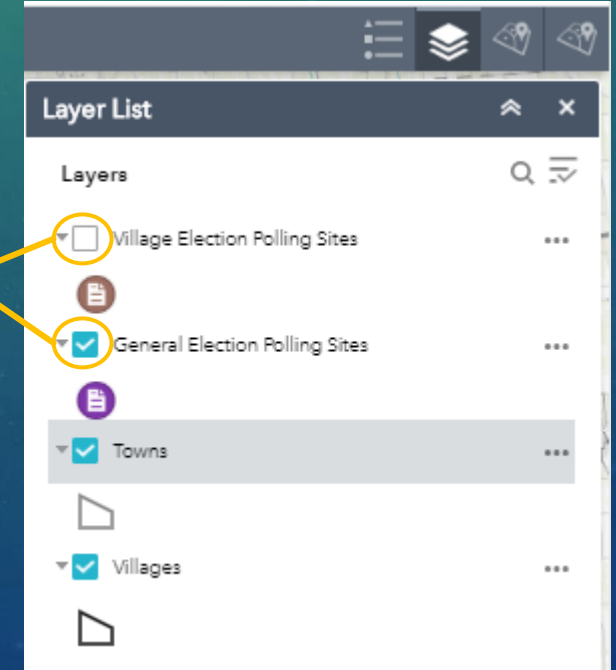 Layer List
Layers
Village Election Polling Sites
General Election Polling Sites
Towns
Villages